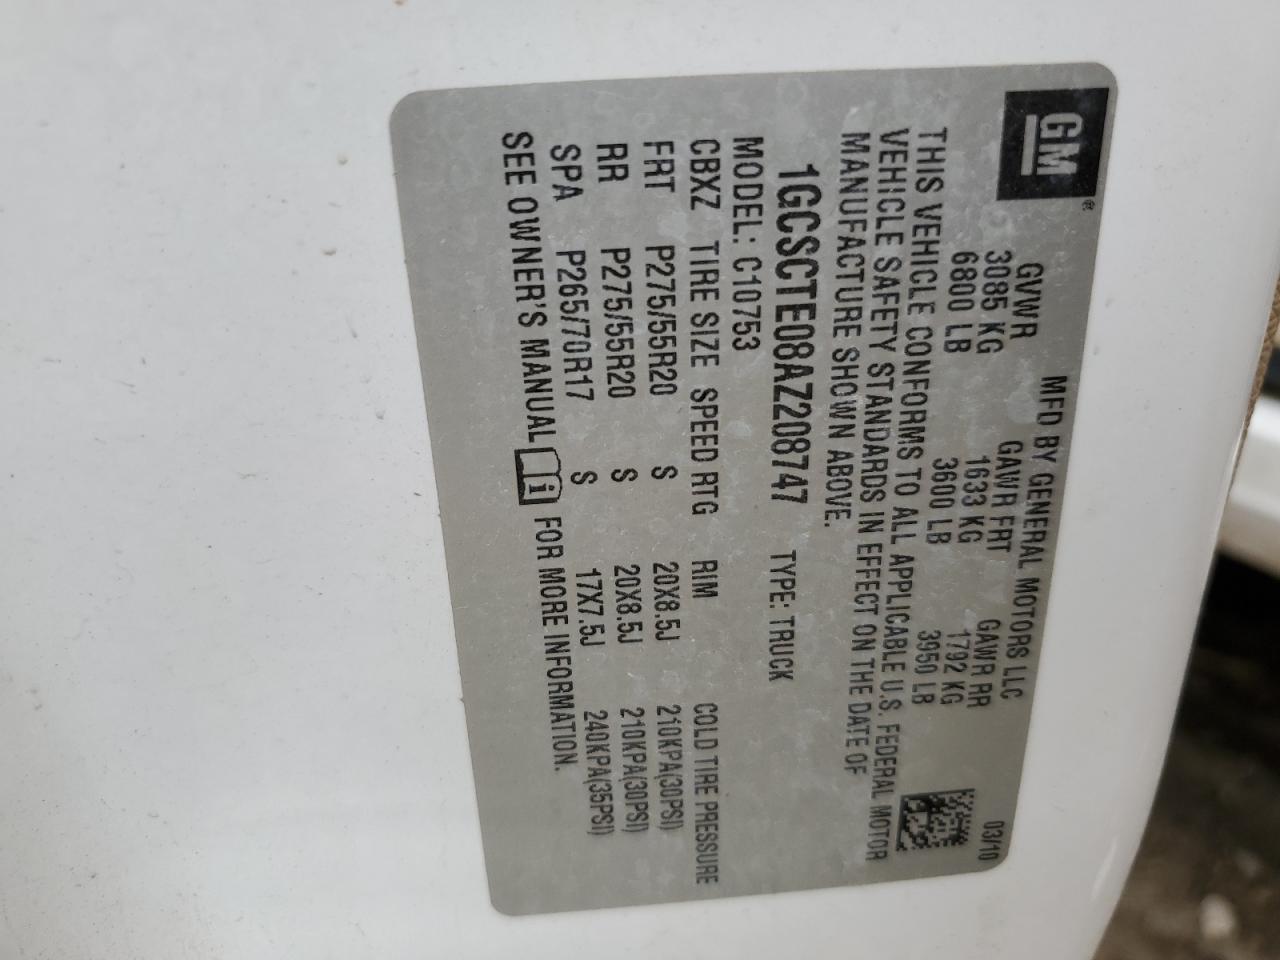 GM®
MFD BY GENERAL MOTORS LLC
03/10
GVWR GAWR FRT GAWR RR
3085 KG 1633 KG 1792 KG
6800 LB 3600 LB 3950 LB
THIS VEHICLE CONFORMS TO ALL APPLICABLE U.S. FEDERAL MOTOR
VEHICLE SAFETY STANDARDS IN EFFECT ON THE DATE OF
MANUFACTURE SHOWN ABOVE.
1GCSCTE08AZ208747 TYPE: TRUCK
MODEL: C10753
CBXZ TIRE SIZE SPEED RTG RIM COLD TIRE PRESSURE
FRT P275/55R20 S 20X8.5J 210KPA(30PSI)
RR P275/55R20 S 20X8.5J 210KPA(30PSI)
SPA P265/70R17 S 17X7.5J 240KPA(35PSI)
SEE OWNER'S MANUAL i FOR MORE INFORMATION.